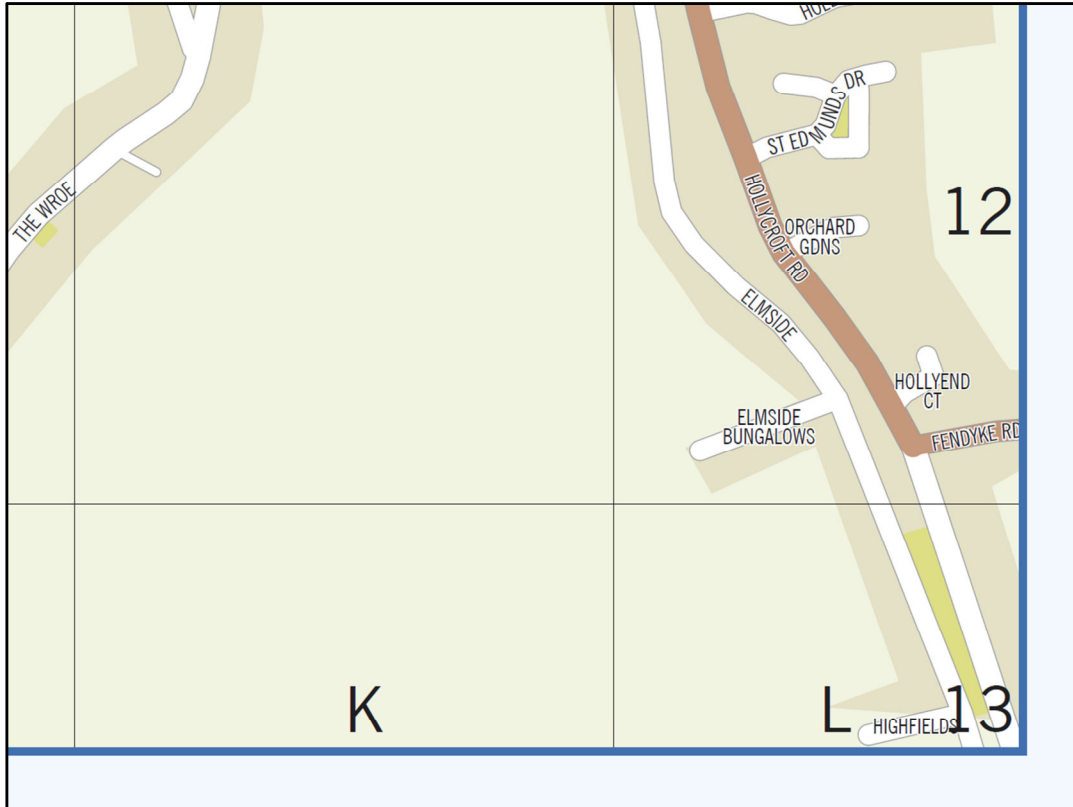 HOLL
ST EDMUNDS DR
THE WROE
HOLLYCROFT RD
12
ORCHARD
GDNS
ELMSIDE
HOLLYEND
CT
ELMSIDE
BUNGALOWS
FENDYKE RD
K
L
HIGHFIELDS
13